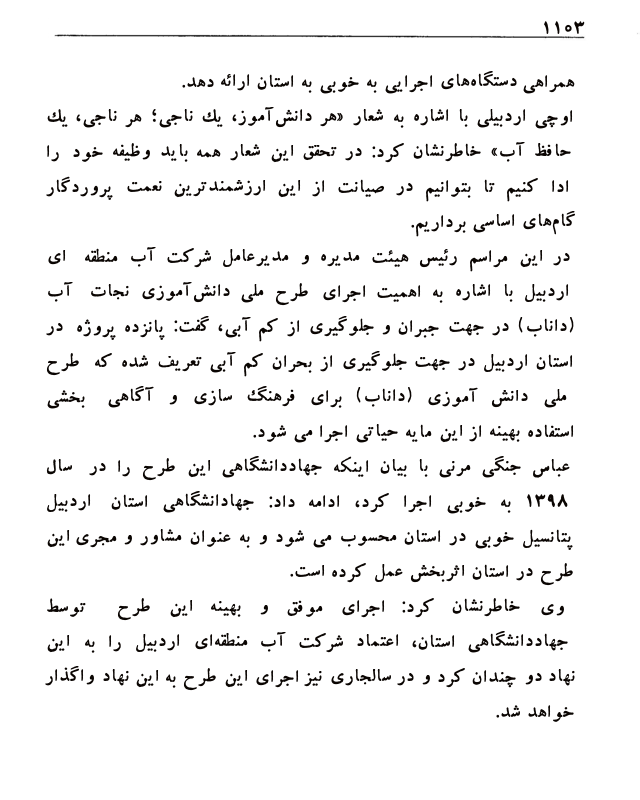 ۱۱۰۳
همراهی دستگاه‌های اجرایی به خوبی به استان ارائه دهد.
اوچی اردبیلی با اشاره به شعار «هر دانش‌آموز، یك ناجی؛ هر ناجی، یك
حافظ آب» خاطرنشان کرد: در تحقق این شعار همه باید وظیفه خود را
ادا کنیم تا بتوانیم در صیانت از این ارزشمندترین نعمت پروردگار
گام‌های اساسی برداریم.
در این مراسم رئیس هیئت مدیره و مدیرعامل شرکت آب منطقه ای
اردبیل با اشاره به اهمیت اجرای طرح ملی دانش‌آموزی نجات آب
(داناب) در جهت جبران و جلوگیری از کم آبی، گفت: پانزده پروژه در
استان اردبیل در جهت جلوگیری از بحران کم آبی تعریف شده که طرح
ملی دانش آموزی (داناب) برای فرهنگ سازی و آگاهی بخشی
استفاده بهینه از این مایه حیاتی اجرا می شود.
عباس جنگی مرنی با بیان اینکه جهاددانشگاهی این طرح را در سال
۱۳۹۸ به خوبی اجرا کرد، ادامه داد: جهادانشگاهی استان اردبیل
پتانسیل خوبی در استان محسوب می شود و به عنوان مشاور و مجری این
طرح در استان اثربخش عمل کرده است.
وی خاطرنشان کرد: اجرای موفق و بهینه این طرح توسط
جهاددانشگاهی استان، اعتماد شرکت آب منطقه‌ای اردبیل را به این
نهاد دو چندان کرد و در سالجاری نیز اجرای این طرح به این نهاد واگذار
خواهد شد.